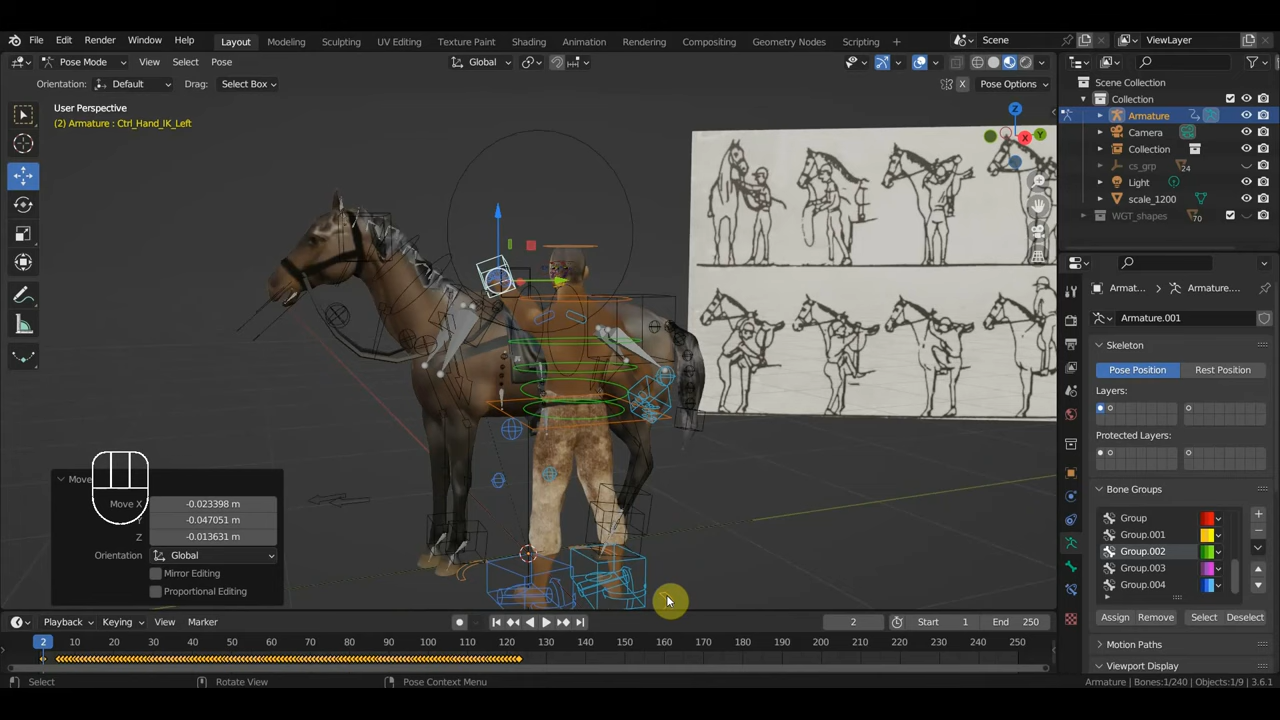 File Edit Render Window Help Layout Modeling Sculpting UV Editing Texture Paint Shading Animation Rendering Compositing Geometry Nodes Scripting + Scene ViewLayer
Pose Mode View Select Pose Global
Orientation: Default Drag: Select Box X Pose Options
User Perspective
(2) Armature : Ctrl_Hand_IK_Left
Z
Y
X
Scene Collection
Collection
Armature
Camera
Collection
cs_grp 24
Light
scale_1200
WGT_shapes 70
Armat... Armature....
Armature.001
Skeleton
Pose Position Rest Position
Layers:
Protected Layers:
Bone Groups
Group
Group.001
Group.002
Group.003
Group.004
Assign Remove Select Deselect
Motion Paths
Viewport Display
Move
Move X -0.023398 m
Y -0.047051 m
Z -0.013631 m
Orientation Global
Mirror Editing
Proportional Editing
Playback Keying View Marker 2 Start 1 End 250
2 10 20 30 40 50 60 70 80 90 100 110 120 130 140 150 160 170 180 190 200 210 220 230 240 250
Select Rotate View Pose Context Menu Armature | Bones:1/240 | Objects:1/9 | 3.6.1